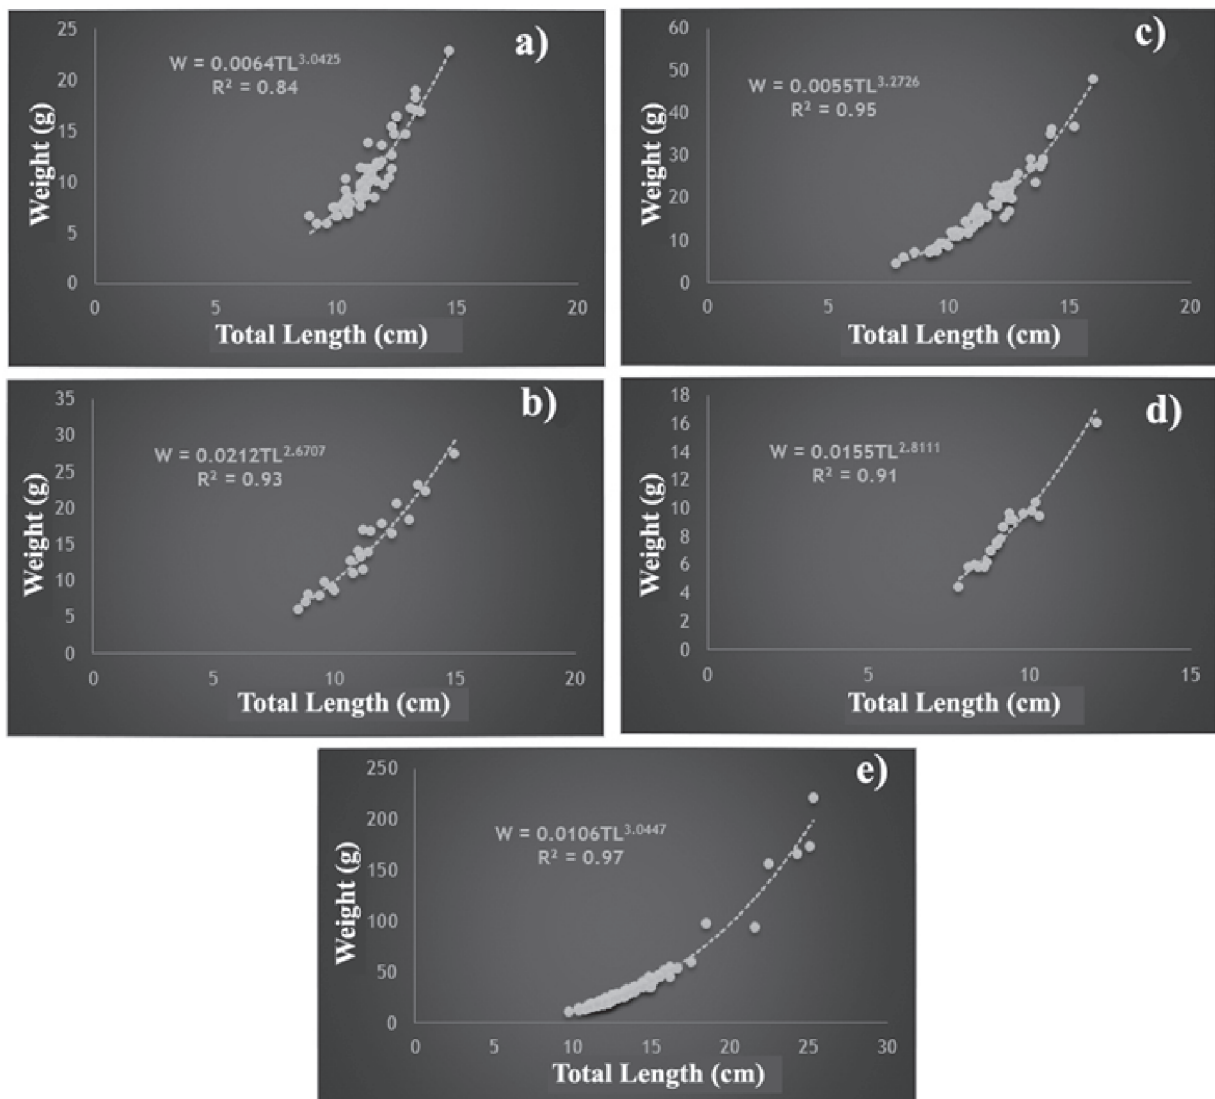 a)
W = 0.0064TL3.0425
R2 = 0.84
Weight (g)
25
20
15
10
5
0
0 5 10 15 20
Total Length (cm)
c)
W = 0.0055TL3.2726
R2 = 0.95
Weight (g)
60
50
40
30
20
10
0
0 5 10 15 20
Total Length (cm)
b)
W = 0.0212TL2.6707
R2 = 0.93
Weight (g)
35
30
25
20
15
10
5
0
0 5 10 15 20
Total Length (cm)
d)
W = 0.0155TL2.8111
R2 = 0.91
Weight (g)
18
16
14
12
10
8
6
4
2
0
0 5 10 15
Total Length (cm)
e)
W = 0.0106TL3.0447
R2 = 0.97
Weight (g)
250
200
150
100
50
0
0 5 10 15 20 25 30
Total Length (cm)